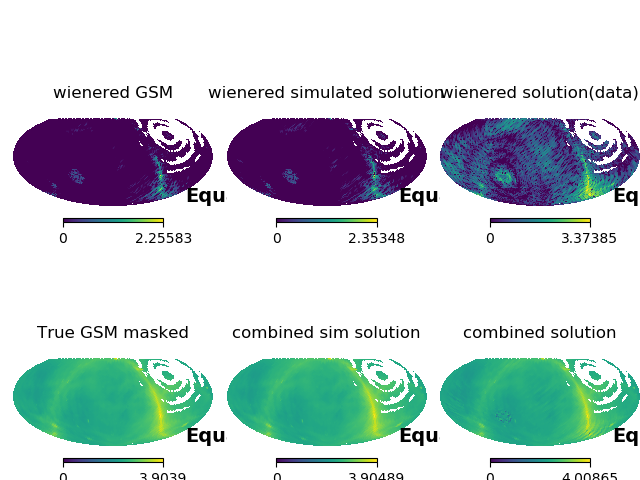 wienered GSM
wienered simulated solution
wienered solution(data)
Equ
Equ
Eq
0
2.25583
0
2.35348
0
3.37385
True GSM masked
combined sim solution
combined solution
Equ
Equ
Eq
0
3.9039
0
3.90489
0
4.00865